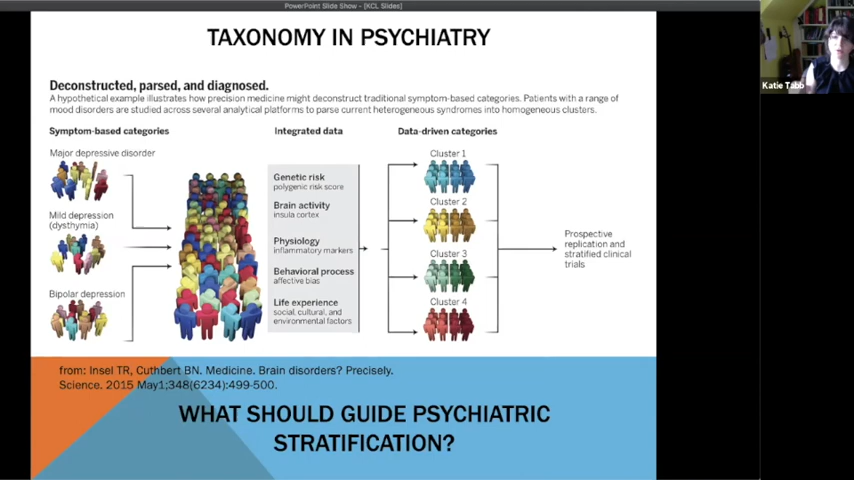 PowerPoint Slide Show - [KCL Slides]
TAXONOMY IN PSYCHIATRY
Katie Tabb
Deconstructed, parsed, and diagnosed.
A hypothetical example illustrates how precision medicine might deconstruct traditional symptom-based categories. Patients with a range of
mood disorders are studied across several analytical platforms to parse current heterogeneous syndromes into homogeneous clusters.
Symptom-based categories
Major depressive disorder
Mild depression
(dysthymia)
Bipolar depression
Integrated data
Genetic risk
polygenic risk score
Brain activity
insula cortex
Physiology
inflammatory markers
Behavioral process
affective bias
Life experience
social, cultural, and
environmental factors
Data-driven categories
Cluster 1
Cluster 2
Cluster 3
Cluster 4
Prospective
replication and
stratified clinical
trials
from: Insel TR, Cuthbert BN. Medicine. Brain disorders? Precisely.
Science. 2015 May1;348(6234):499-500.
WHAT SHOULD GUIDE PSYCHIATRIC
STRATIFICATION?